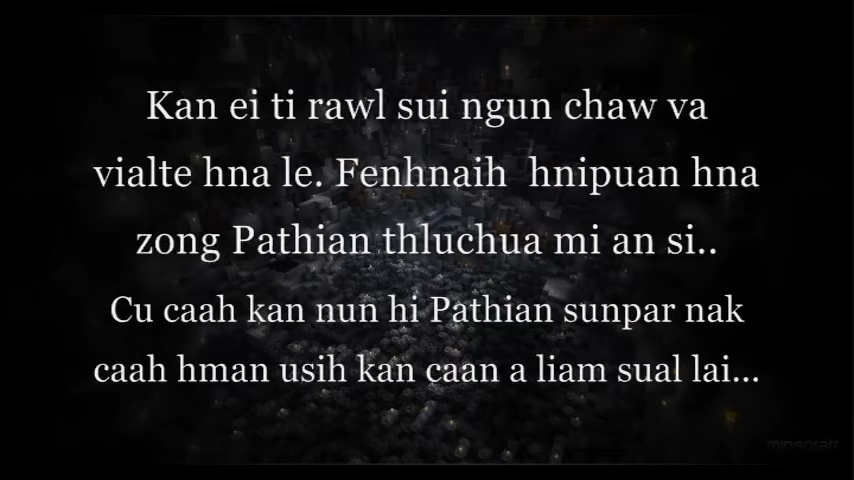 Kan ei ti rawl sui ngun chaw va
vialte hna le. Fenhnaih hnipuan hna
zong Pathian thluchua mi an si..
Cu caah kan nun hi Pathian sunpar nak
caah hman usih kan caan a liam sual lai...